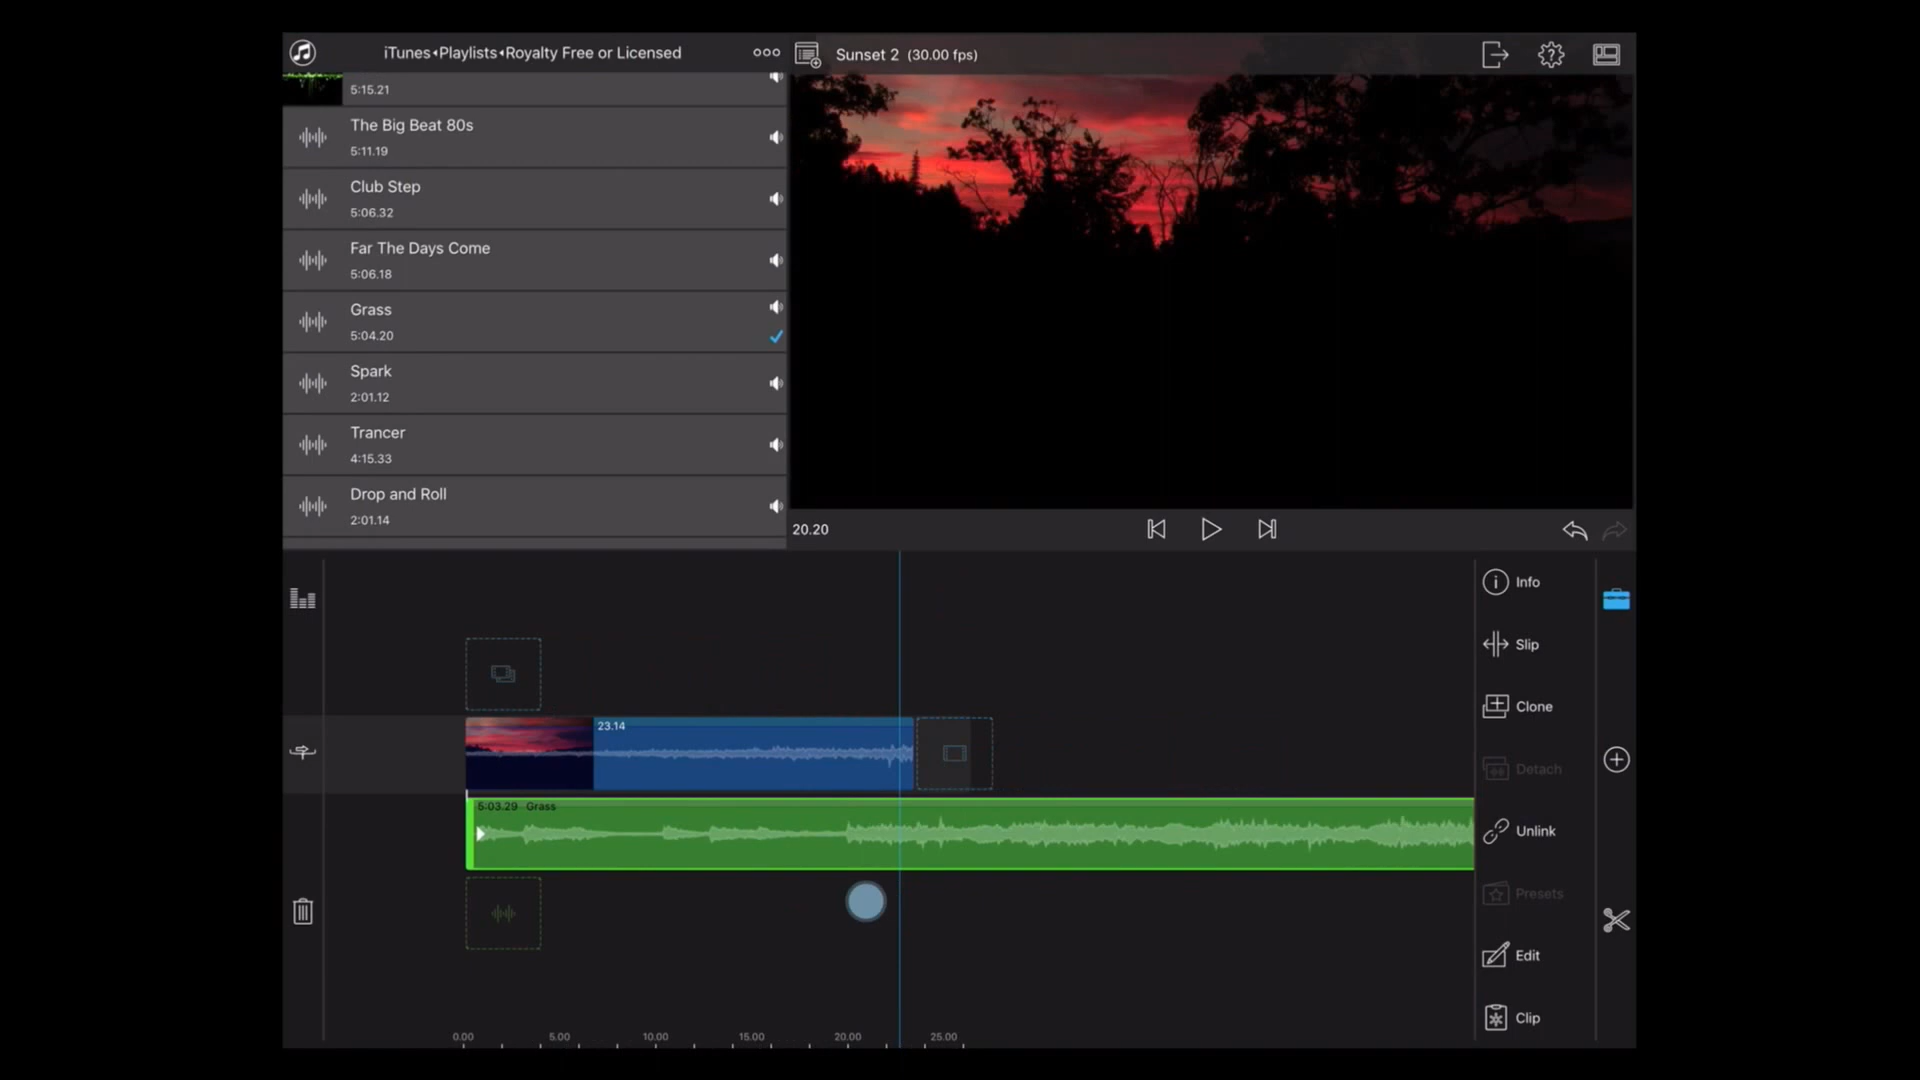 iTunes◂Playlists◂Royalty Free or Licensed
5:15.21
The Big Beat 80s
5:11.19
Club Step
5:06.32
Far The Days Come
5:06.18
Grass
5:04.20
Spark
2:01.12
Trancer
4:15.33
Drop and Roll
2:01.14
Sunset 2 (30.00 fps)
20.20
23.14
5:03.29 Grass
0.00 5.00 10.00 15.00 20.00 25.00
Info
Slip
Clone
Detach
Unlink
Presets
Edit
Clip